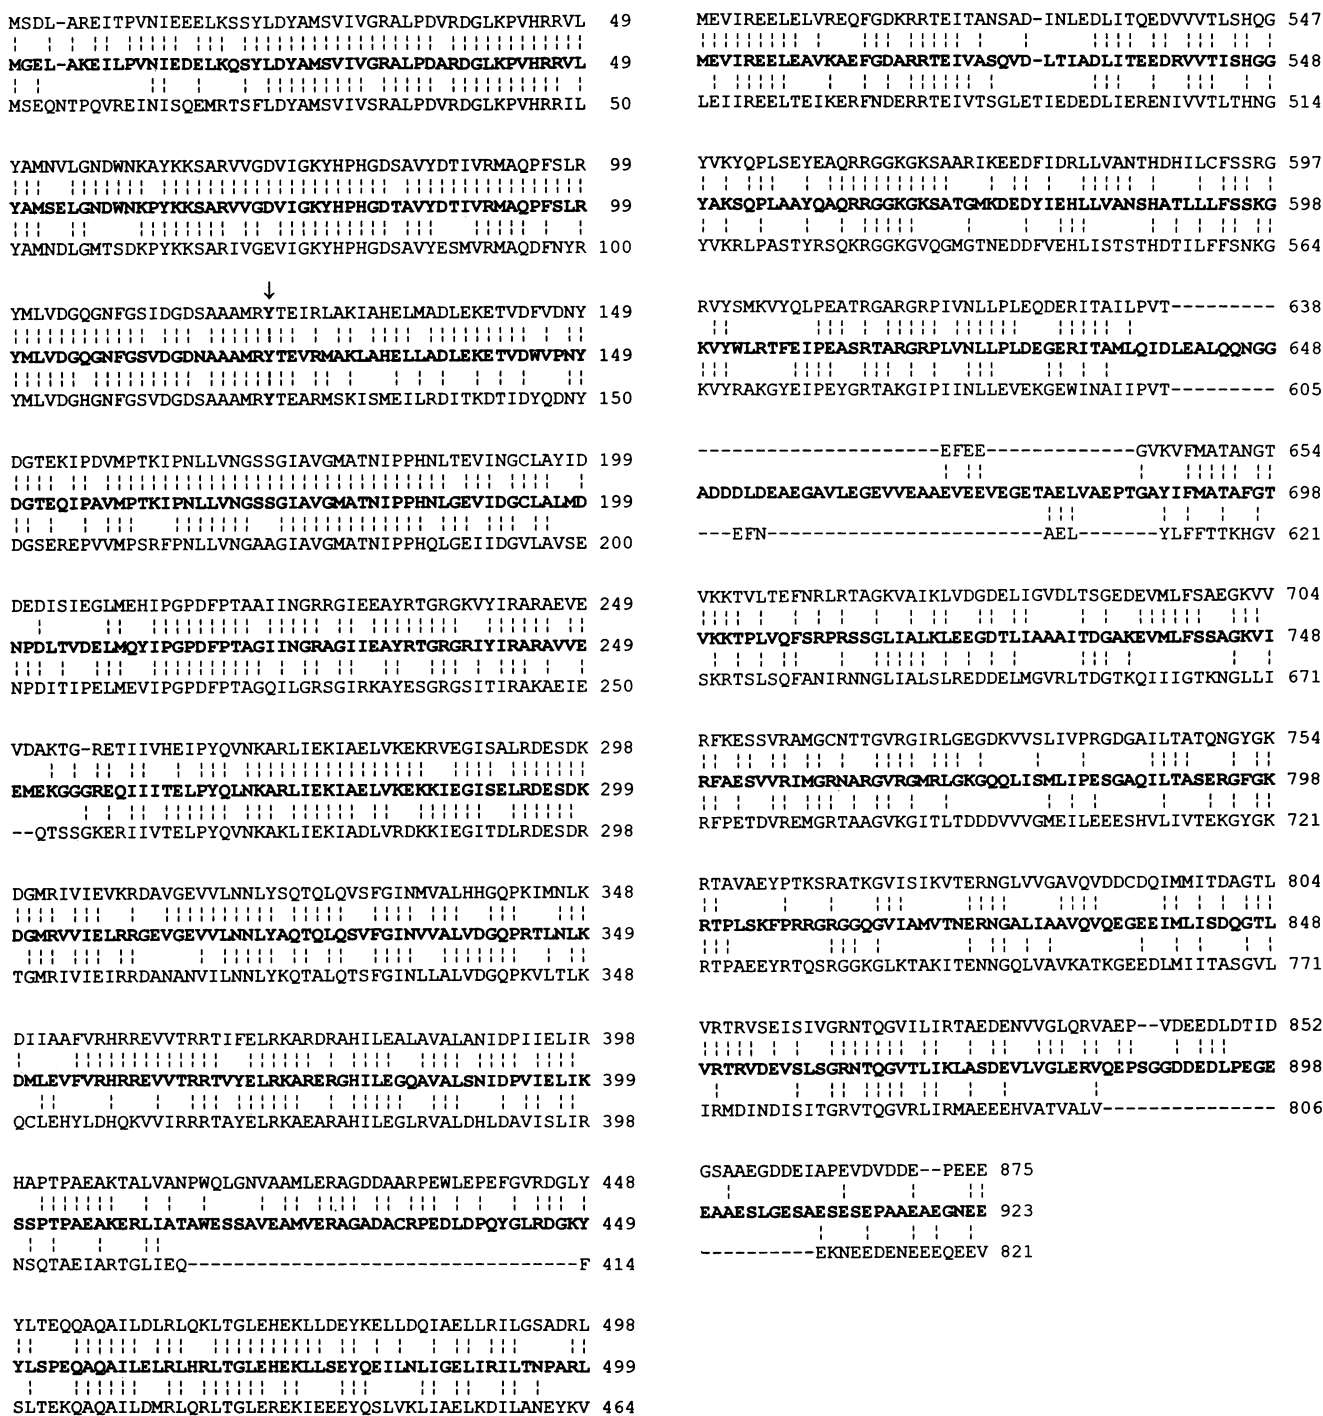 MSDL-AREITPVNIEEELKSSYLDYAMSVIVGRALPDVRDGLKPVHRRVL 49
MGEL-AKEILPVNIEDELKQSYLDYAMSVIVGRALPDARDGLKPVHRRVL 49
MSEQNTPQVREINISQEMRTSFLDYAMSVIVSRALPDVRDGLKPVHRRIL 50
YAMNVLGNDWNKAYKKSARVVGDVIGKYHPHGDSAVYDTIVRMAQPFSLR 99
YAMSELGNDWNKPYKKSARVVGDVIGKYHPHGDTAVYDTIVRMAQPFSLR 99
YAMNDLGMTSDKPYKKSARIVGEVIGKYHPHGDSAVYESMVRMAQDFNYR 100
↓
YMLVDGQGNFGSIDGDSAAAMRYTEIRLAKIAHELMADLEKETVDFVDNY 149
YMLVDGQGNFGSVDGDNAAAMRYTEVRMAKLAHELLADLEKETVDWVPNY 149
YMLVDGHGNFGSVDGDSAAAMRYTEARMSKISMEILRDITKDTIDYQDNY 150
DGTEKIPDVMPTKIPNLLVNGSSGIAVGMATNIPPHNLTEVINGCLAYID 199
DGTEQIPAVMPTKIPNLLVNGSSGIAVGMATNIPPHNLGEVIDGCLALMD 199
DGSEREPVVMPSRFPNLLVNGAAGIAVGMATNIPPHQLGEIIDGVLAVSE 200
DEDISIEGLMEHIPGPDFPTAAIINGRRGIEEAYRTGRGKVYIRARAEVE 249
NPDLTVDELMQYIPGPDFPTAGIINGRAGIIEAYRTGRGRIYIRARAVVE 249
NPDITIPELMEVIPGPDFPTAGQILGRSGIRKAYESGRGSITIRAKAEIE 250
VDAKTG-RETIIVHEIPYQVNKARLIEKIAELVKEKRVEGISALRDESDK 298
EMEKGGGREQIIITELPYQLNKARLIEKIAELVKEKKIEGISELRDESDK 299
--QTSSGKERIIVTELPYQVNKAKLIEKIADLVRDKKIEGITDLRDESDR 298
DGMRIVIEVKRDAVGEVVLNNLYSQTQLQVSFGINMVALHHGQPKIMNLK 348
DGMRVVIELRRGEVGEVVLNNLYAQTQLQSVFGINVVALVDGQPRTLNLK 349
TGMRIVIEIRRDANANVILNNLYKQTALQTSFGINLLALVDGQPKVLTLK 348
DIIAAFVRHRREVVTRRTIFELRKARDRAHILEALAVALANIDPIIELIR 398
DMLEVFVRHRREVVTRRTVYELRKARERGHILEGQAVALSNIDPVIELIK 399
QCLEHYLDHQKVVIRRRTAYELRKAEARAHILEGLRVALDHLDAVISLIR 398
HAPTPAEAKTALVANPWQLGNVAAMLERAGDDAARPEWLEPEFGVRDGLY 448
SSPTPAEAKERLIATAWESSAVEAMVERAGADACRPEDLDPQYGLRDGKY 449
NSQTAEIARTGLIEQ----------------------------------F 414
YLTEQQAQAILDLRLQKLTGLEHEKLLDEYKELLDQIAELLRILGSADRL 498
YLSPEQAQAILELRLHRLTGLEHEKLLSEYQEILNLIGELIRILTNPARL 499
SLTEKQAQAILDMRLQRLTGLEREKIEEEYQSLVKLIAELKDILANEYKV 464
MEVIREELELVREQFGDKRRTEITANSAD-INLEDLITQEDVVVTLSHQG 547
MEVIREELEAVKAEFGDARRTEIVASQVD-LTIADLITEEDRVVTISHGG 548
LEIIREELTEIKERFNDERRTEIVTSGLETIEDEDLIERENIVVTLTHNG 514
YVKYQPLSEYEAQRRGGKGKSAARIKEEDFIDRLLVANTHDHILCFSSRG 597
YAKSQPLAAYQAQRRGGKGKSATGMKDEDYIEHLLVANSHATLLLFSSKG 598
YVKRLPASTYRSQKRGGKGVQGMGTNEDDFVEHLISTSTHDTILFFSNKG 564
RVYSMKVYQLPEATRGARGRPIVNLLPLEQDERITAILPVT--------- 638
KVYWLRTFEIPEASRTARGRPLVNLLPLDEGERITAMLQIDLEALQQNGG 648
KVYRAKGYEIPEYGRTAKGIPIINLLEVEKGEWINAIIPVT--------- 605
---------------------EFEE-------------GVKVFMATANGT 654
ADDDLDEAEGAVLEGEVVEAAEVEEVEGETAELVAEPTGAYIFMATAFGT 698
---EFN------------------------AEL-------YLFFTTKHGV 621
VKKTVLTEFNRLRTAGKVAIKLVDGDELIGVDLTSGEDEVMLFSAEGKVV 704
VKKTPLVQFSRPRSSGLIALKLEEGDTLIAAAITDGAKEVMLFSSAGKVI 748
SKRTSLSQFANIRNNGLIALSLREDDELMGVRLTDGTKQIIIGTKNGLLI 671
RFKESSVRAMGCNTTGVRGIRLGEGDKVVSLIVPRGDGAILTATQNGYGK 754
RFAESVVRIMGRNARGVRGMRLGKGQQLISMLIPESGAQILTASERGFGK 798
RFPETDVREMGRTAAGVKGITLTDDDVVVGMEILEEESHVLIVTEKGYGK 721
RTAVAEYPTKSRATKGVISIKVTERNGLVVGAVQVDDCDQIMMITDAGTL 804
RTPLSKFPRRGRGGQGVIAMVTNERNGALIAAVQVQEGEEIMLISDQGTL 848
RTPAEEYRTQSRGGKGLKTAKITENNGQLVAVKATKGEEDLMIITASGVL 771
VRTRVSEISIVGRNTQGVILIRTAEDENVVGLQRVAEP--VDEEDLDTID 852
VRTRVDEVSLSGRNTQGVTLIKLASDEVLVGLERVQEPSGGDDEDLPEGE 898
IRMDINDISITGRVTQGVRLIRMAEEEHVATVALV--------------- 806
GSAAEGDDEIAPEVDVDDE--PEEE 875
EAAESLGESAESESEPAAEAEGNEE 923
----------EKNEEDENEEEQEEV 821